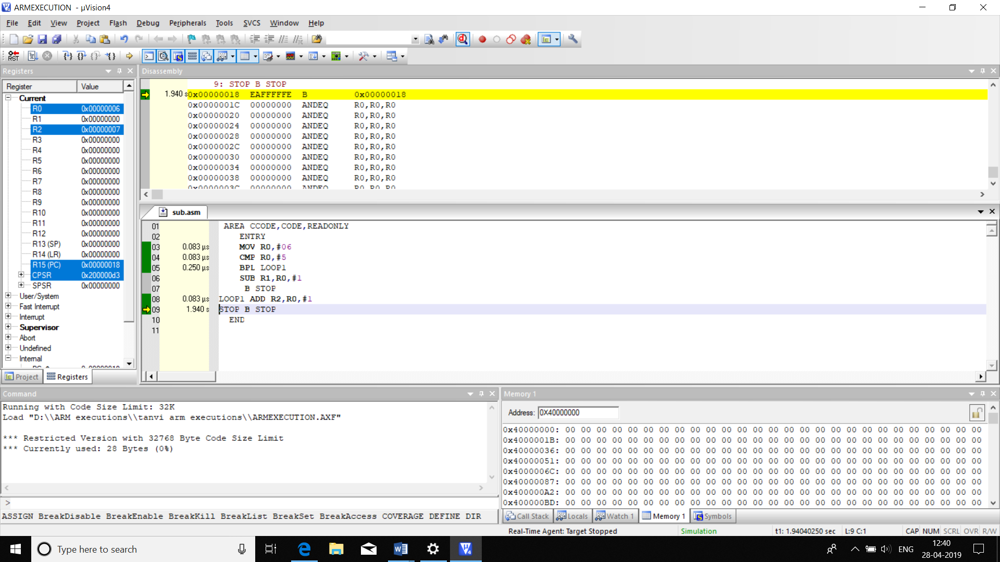 ARMEXECUTION - µVision4
File Edit View Project Flash Debug Peripherals Tools SVCS Window Help
Registers
Register Value
Current
R0 0x00000006
R1 0x00000000
R2 0x00000007
R3 0x00000000
R4 0x00000000
R5 0x00000000
R6 0x00000000
R7 0x00000000
R8 0x00000000
R9 0x00000000
R10 0x00000000
R11 0x00000000
R12 0x00000000
R13 (SP) 0x00000000
R14 (LR) 0x00000000
R15 (PC) 0x00000018
CPSR 0x200000d3
SPSR 0x00000000
User/System
Fast Interrupt
Interrupt
Supervisor
Abort
Undefined
Internal
Project Registers
Disassembly
9: STOP B STOP
1.940 s 0x00000018 EAFFFFFE B 0x00000018
0x0000001C 00000000 ANDEQ R0,R0,R0
0x00000020 00000000 ANDEQ R0,R0,R0
0x00000024 00000000 ANDEQ R0,R0,R0
0x00000028 00000000 ANDEQ R0,R0,R0
0x0000002C 00000000 ANDEQ R0,R0,R0
0x00000030 00000000 ANDEQ R0,R0,R0
0x00000034 00000000 ANDEQ R0,R0,R0
0x00000038 00000000 ANDEQ R0,R0,R0
0x0000003C 00000000 ANDEQ R0,R0,R0
sub.asm
01 AREA CCODE,CODE,READONLY
02 ENTRY
03 0.083 µs MOV R0,#06
04 0.083 µs CMP R0,#5
05 0.250 µs BPL LOOP1
06 SUB R1,R0,#1
07 B STOP
08 0.083 µs LOOP1 ADD R2,R0,#1
09 1.940 s STOP B STOP
10 END
11
Command
Running with Code Size Limit: 32K
Load "D:\\ARM executions\\tanvi arm executions\\ARMEXECUTION.AXF"
*** Restricted Version with 32768 Byte Code Size Limit
*** Currently used: 28 Bytes (0%)
>
ASSIGN BreakDisable BreakEnable BreakKill BreakList BreakSet BreakAccess COVERAGE DEFINE DIR
Memory 1
Address: 0X40000000
0x40000000: 00 00 00 00 00 00 00 00 00 00 00 00 00 00 00 00 00 00 00 00 00 00 00 00 00 00 00
0x4000001B: 00 00 00 00 00 00 00 00 00 00 00 00 00 00 00 00 00 00 00 00 00 00 00 00 00 00 00
0x40000036: 00 00 00 00 00 00 00 00 00 00 00 00 00 00 00 00 00 00 00 00 00 00 00 00 00 00 00
0x40000051: 00 00 00 00 00 00 00 00 00 00 00 00 00 00 00 00 00 00 00 00 00 00 00 00 00 00 00
0x4000006C: 00 00 00 00 00 00 00 00 00 00 00 00 00 00 00 00 00 00 00 00 00 00 00 00 00 00 00
0x40000087: 00 00 00 00 00 00 00 00 00 00 00 00 00 00 00 00 00 00 00 00 00 00 00 00 00 00 00
0x400000A2: 00 00 00 00 00 00 00 00 00 00 00 00 00 00 00 00 00 00 00 00 00 00 00 00 00 00 00
0x400000BD: 00 00 00 00 00 00 00 00 00 00 00 00 00 00 00 00 00 00 00 00 00 00 00 00 00 00 00
Call Stack Locals Watch 1 Memory 1 Symbols
Real-Time Agent: Target Stopped Simulation t1: 1.94040250 sec L:9 C:1 CAP NUM SCRL OVR R/W
Type here to search
ENG
12:40
28-04-2019